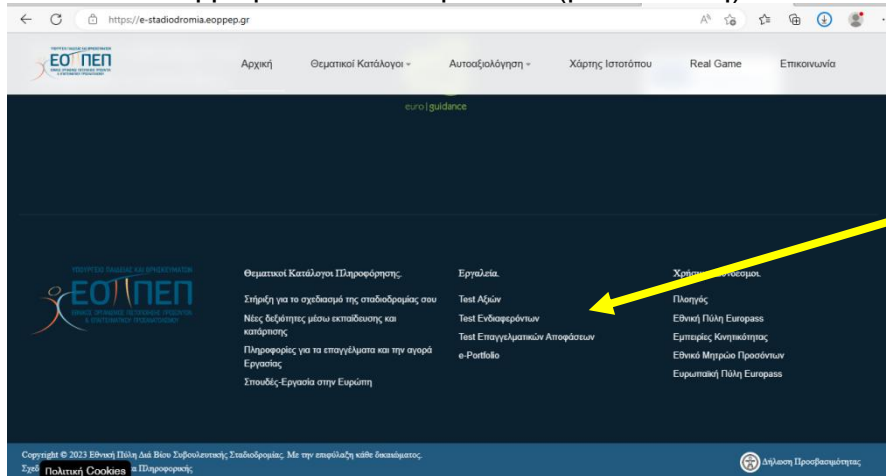 https://e-stadiodromia.eoppep.gr
ΕΟΠΠΕΠ
Αρχική
Θεματικοί Κατάλογοι
Αυτοαξιολόγηση
Χάρτης Ιστοτόπου
Real Game
Επικοινωνία
euro|guidance
ΕΟΠΠΕΠ
Θεματικοί Κατάλογοι Πληροφόρησης.
Στήριξη για το σχεδιασμό της σταδιοδρομίας σου
Νέες δεξιότητες μέσω εκπαίδευσης και
κατάρτισης
Πληροφορίες για τα επαγγέλματα και την αγορά
Εργασίας
Σπουδές-Εργασία στην Ευρώπη
Εργαλεία.
Test Αξιών
Test Ενδιαφερόντων
Test Επαγγελματικών Αποφάσεων
e-Portfolio
Πλοηγός
Εθνική Πύλη Europass
Εμπειρίες Κινητικότητας
Εθνικό Μητρώο Προσόντων
Ευρωπαϊκή Πύλη Europass
Copyright © 2023 Εθνική Πύλη Διά Βίου Συμβουλευτικής Σταδιοδρομίας. Με την επιφύλαξη κάθε δικαιώματος.
Πολιτική Cookies
Πληροφορικής
Δήλωση Προσβασιμότητας